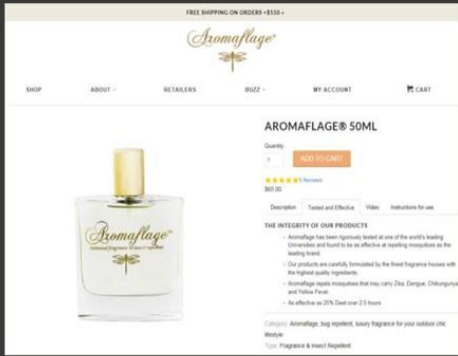 FREE SHIPPING ON ORDERS +$150 +
Aromaflage®
SHOP
ABOUT
RETAILERS
BUZZ
MY ACCOUNT
CART
AROMAFLAGE® 50ML
Quantity
1
ADD TO CART
5 Reviews
$65.00
Description
Tested and Effective
Video
Instructions for use
THE INTEGRITY OF OUR PRODUCTS
Aromaflage has been rigorously tested at one of the world's leading
Universities and found to be as effective at repelling mosquitoes as the
leading brand.
Our products are carefully formulated by the finest fragrance houses with
the highest quality ingredients.
Aromaflage repels mosquitoes that may carry Zika, Dengue, Chikungunya
and Yellow Fever.
As effective as 25% Deet over 2.5 hours
Category: Aromaflage, bug repellent, luxury fragrance for your outdoor chic
lifestyle
Type: Fragrance & Insect Repellent
Aromaflage™
botanical fragrance & insect repellent